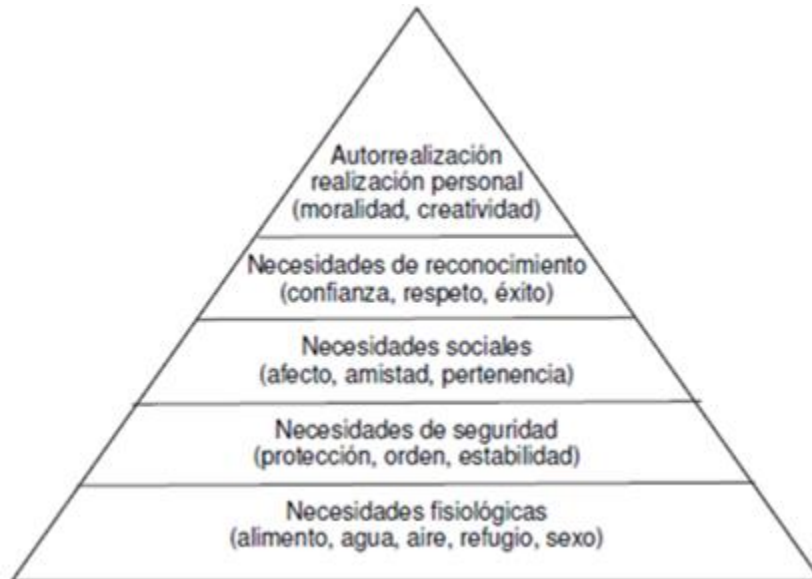 Autorrealización
realización personal
(moralidad, creatividad)
Necesidades de reconocimiento
(confianza, respeto, éxito)
Necesidades sociales
(afecto, amistad, pertenencia)
Necesidades de seguridad
(protección, orden, estabilidad)
Necesidades fisiológicas
(alimento, agua, aire, refugio, sexo)